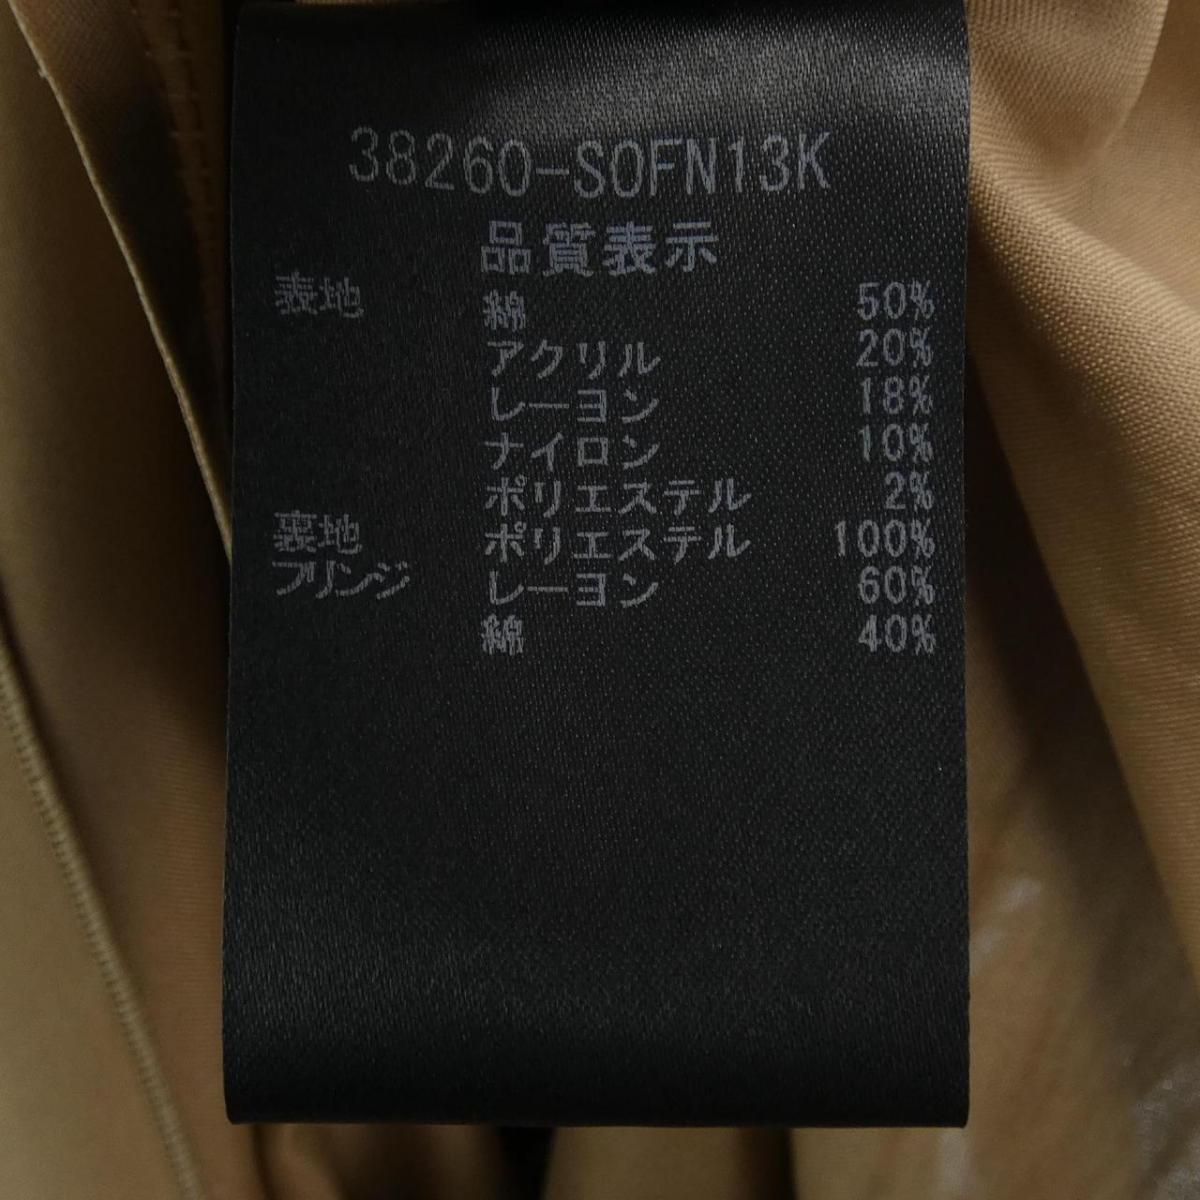 38260-SOFN13K
品質表示
表地 綿 50%
アクリル 20%
レーヨン 18%
ナイロン 10%
ポリエステル 2%
裏地 ポリエステル 100%
フリンジ レーヨン 60%
綿 40%